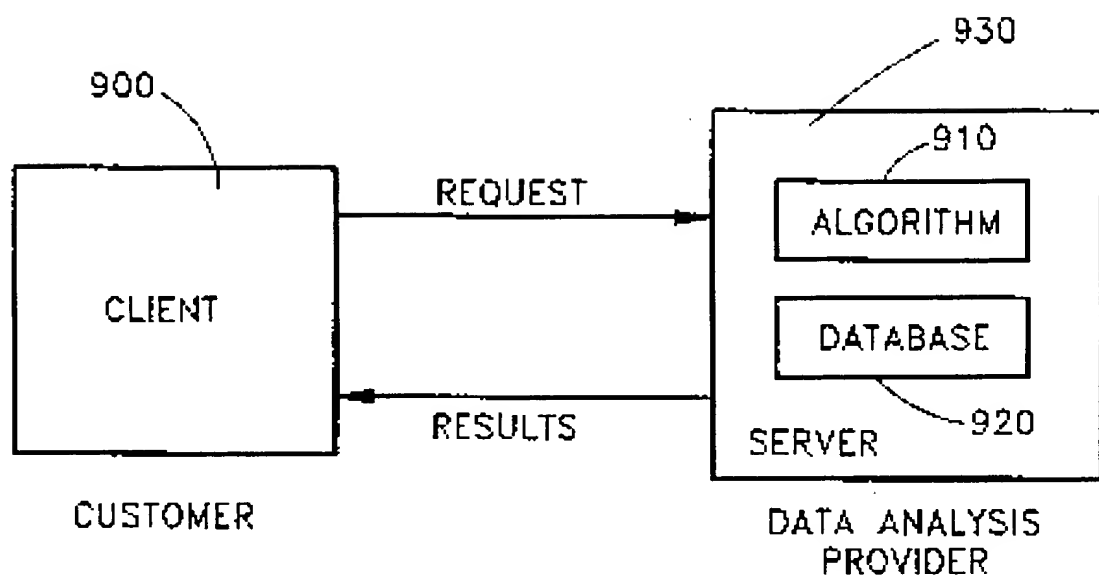 930
900
910
REQUEST
ALGORITHM
CLIENT
DATABASE
RESULTS
920
SERVER
CUSTOMER
DATA ANALYSIS
PROVIDER